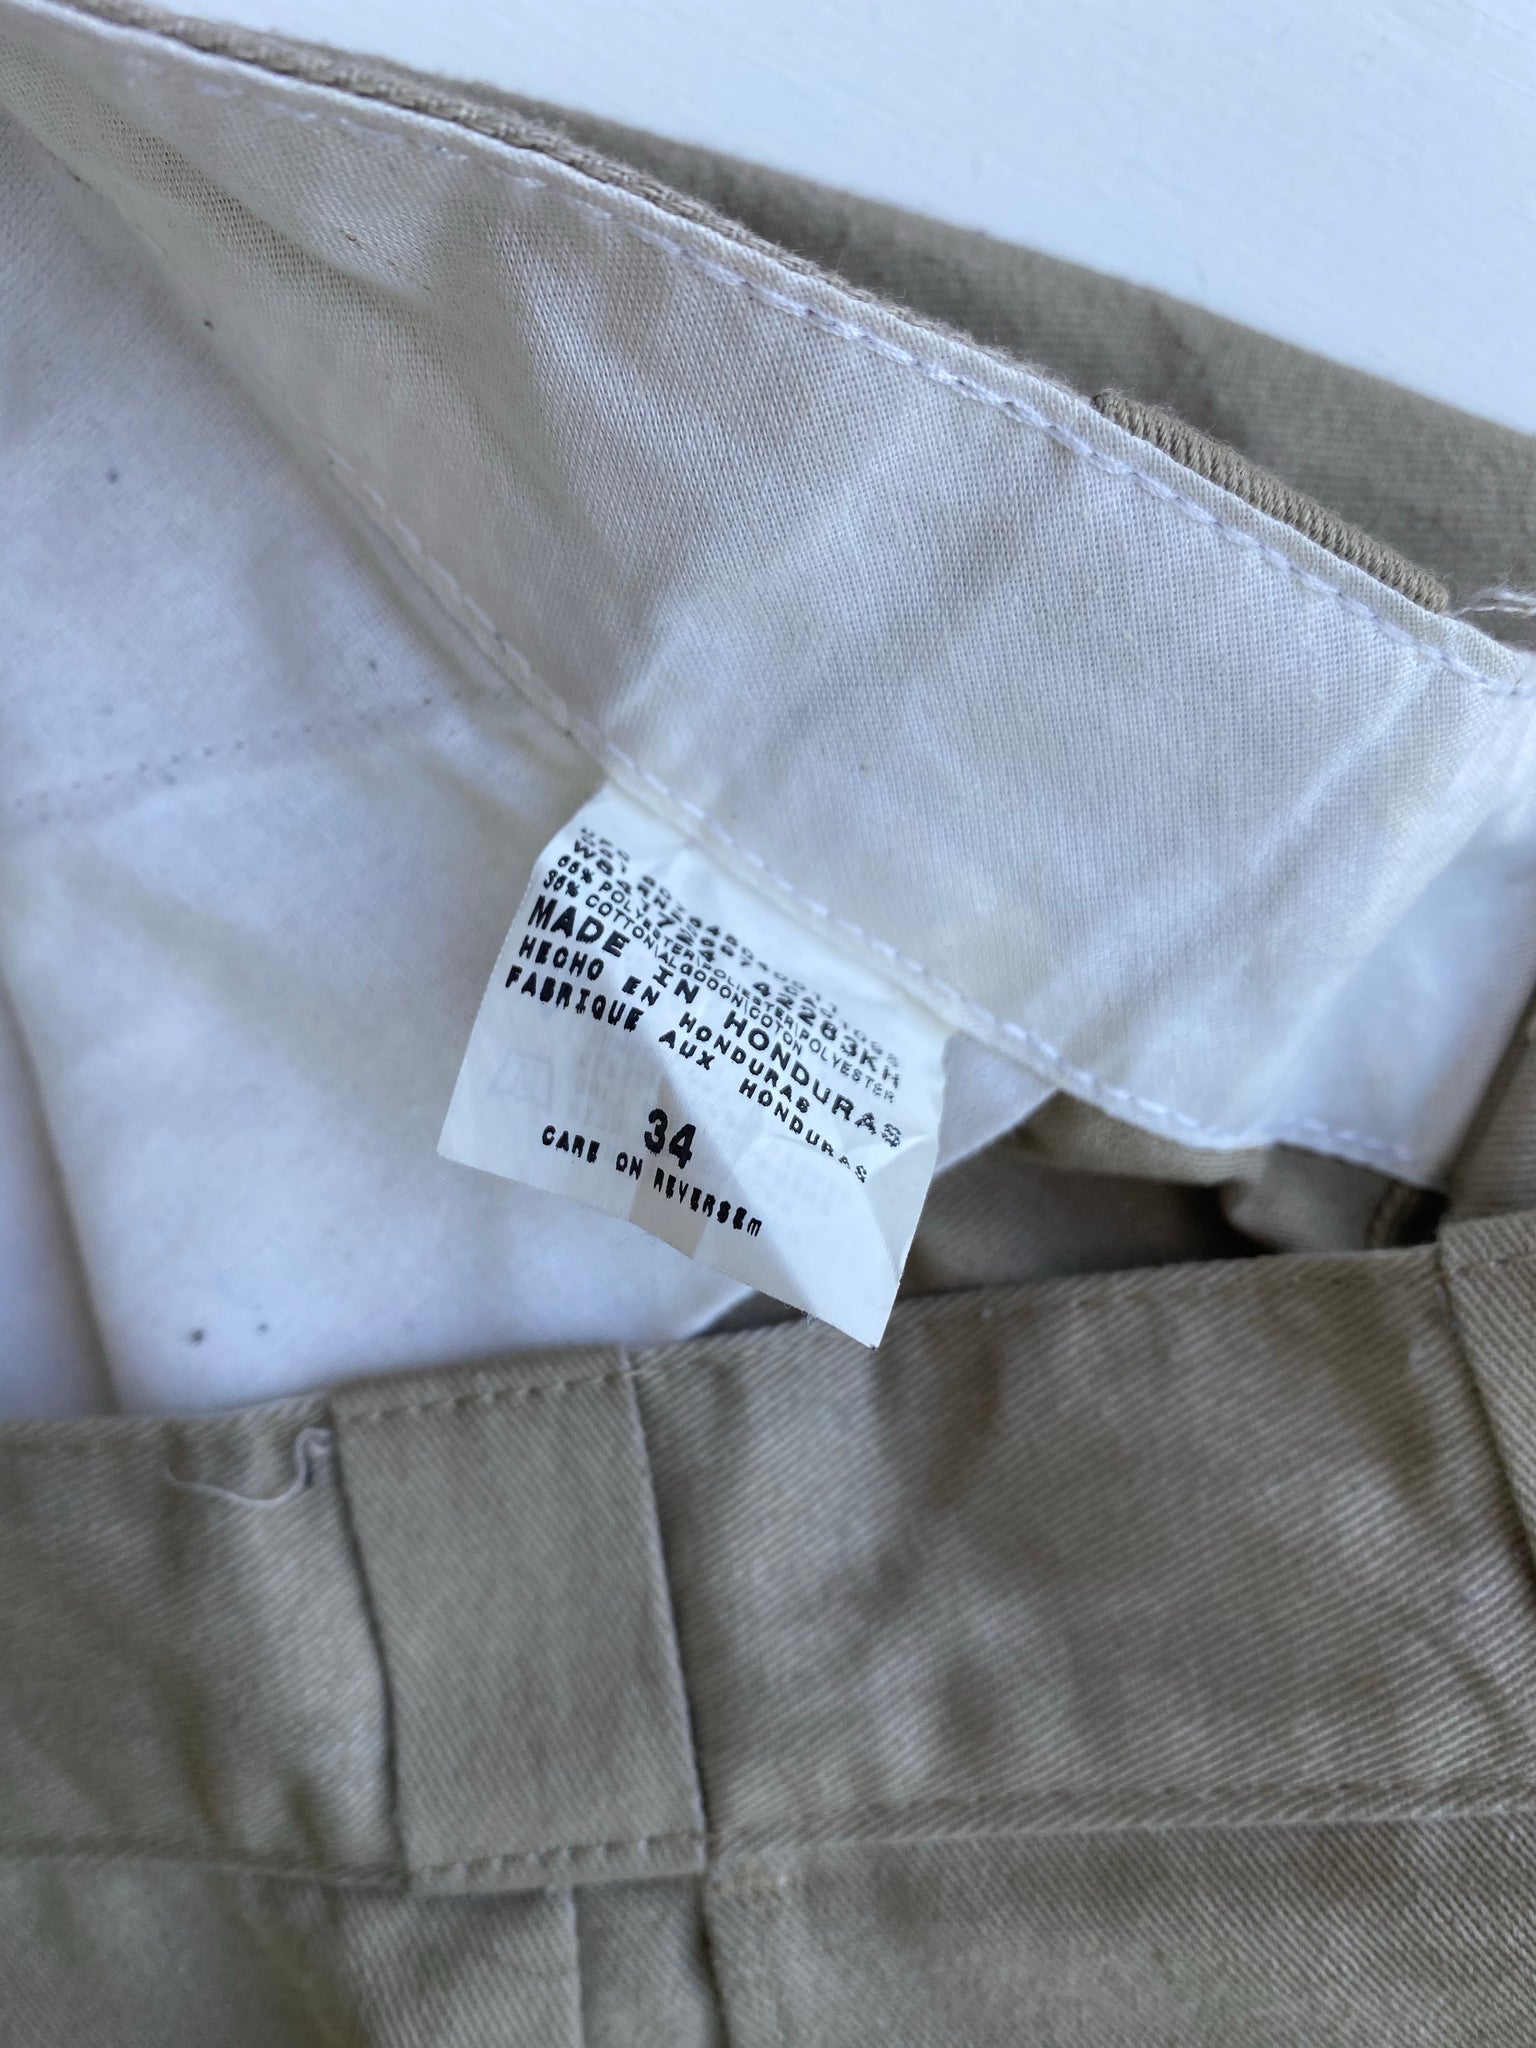 65% POLYESTER\POLIESTER\POLYESTER
35% COTTON\ALGODON\COTON
MADE IN HONDURAS
HECHO EN HONDURAS
FABRIQUE AUX HONDURAS
34
CARE ON REVERSEm